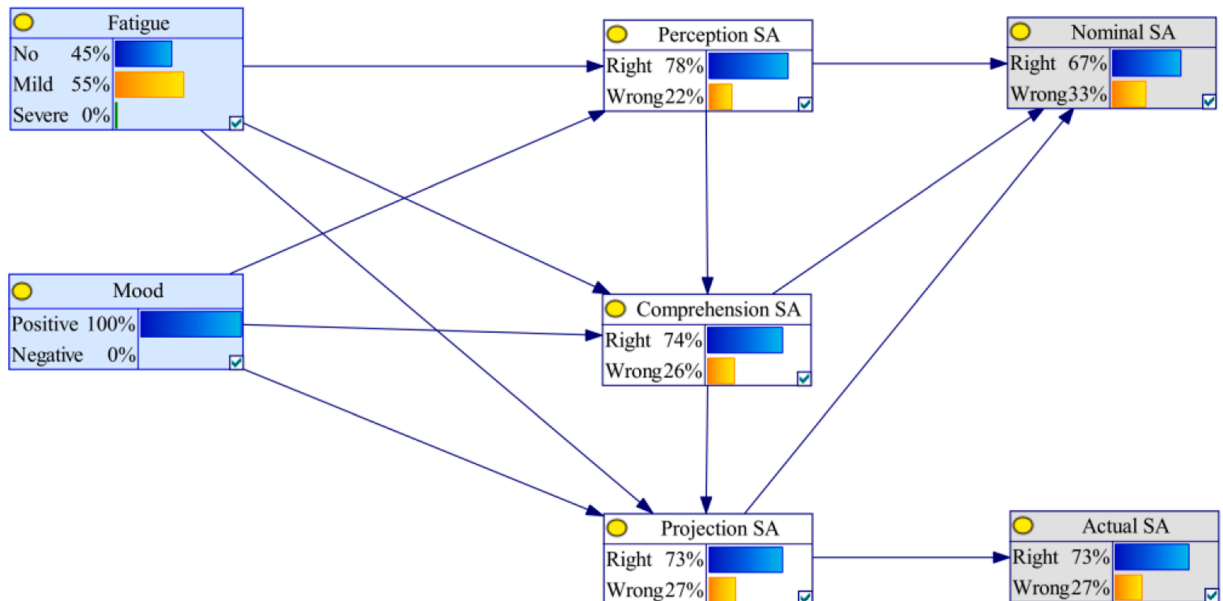 Fatigue
No 45%
Mild 55%
Severe 0%
Perception SA
Right 78%
Wrong 22%
Nominal SA
Right 67%
Wrong 33%
Mood
Positive 100%
Negative 0%
Comprehension SA
Right 74%
Wrong 26%
Projection SA
Right 73%
Wrong 27%
Actual SA
Right 73%
Wrong 27%